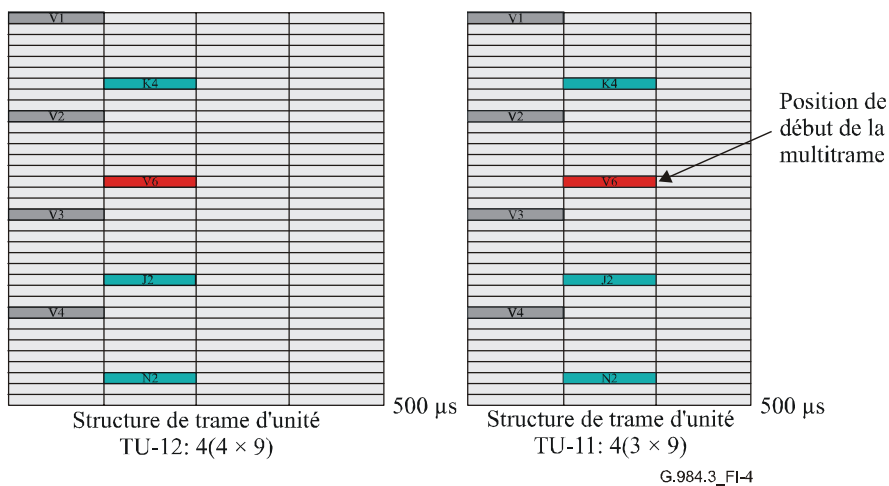 V1
K4
V2
V6
V3
J2
V4
N2
500 µs
Structure de trame d'unité
TU-12: 4(4 × 9)
V1
K4
V2
V6
V3
J2
V4
N2
Position de
début de la
multitrame
500 µs
Structure de trame d'unité
TU-11: 4(3 × 9)
G.984.3_FI-4